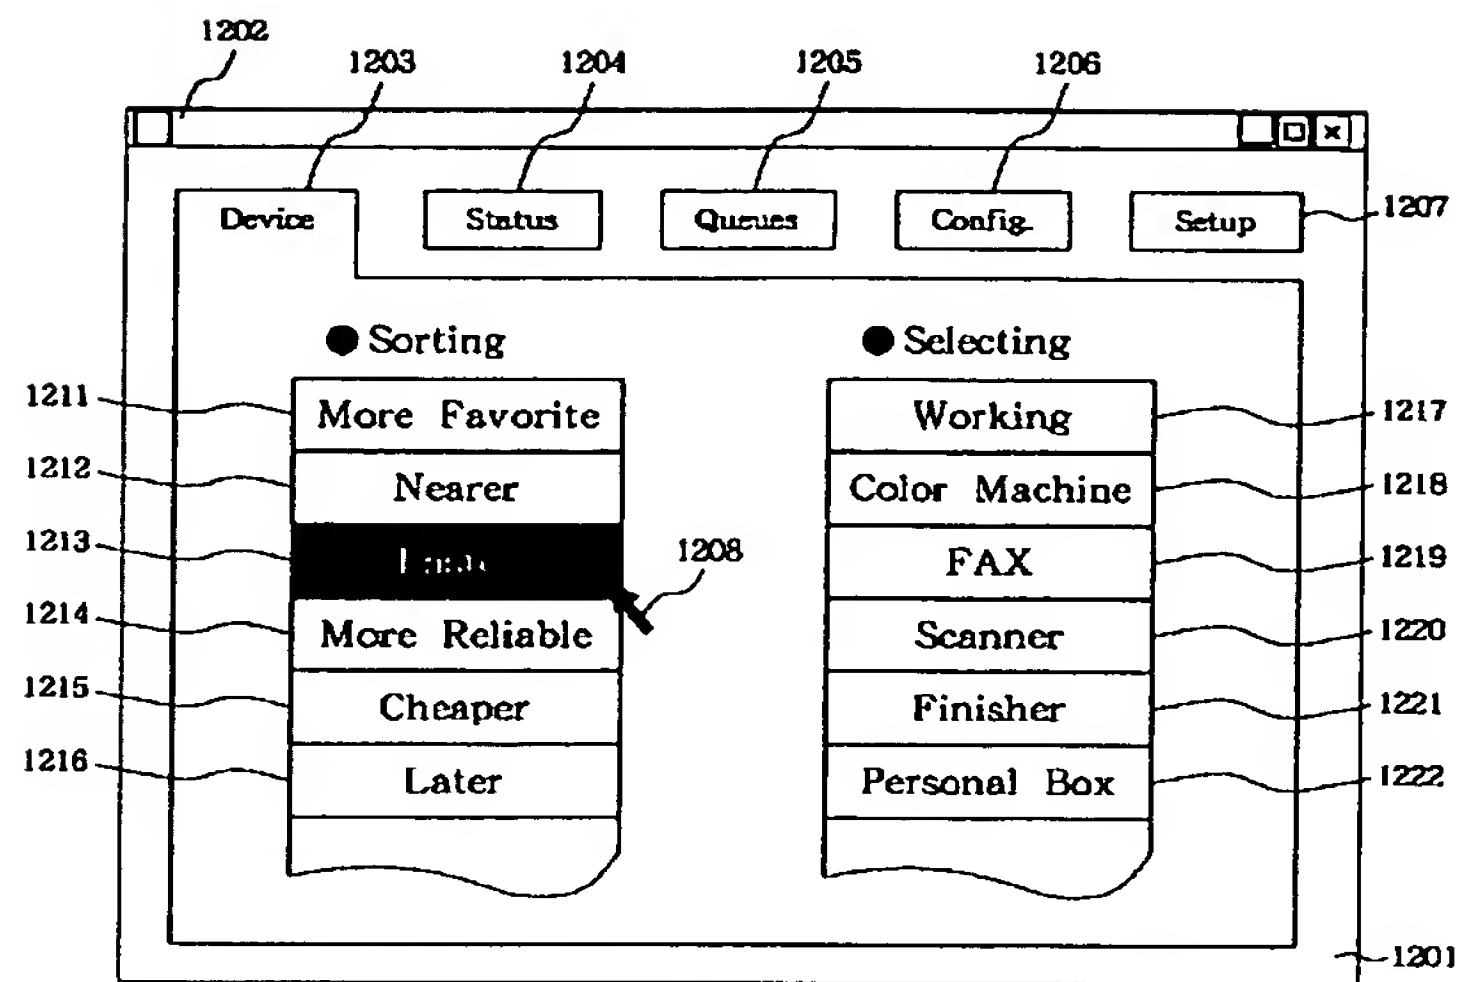 1202
1203 1204 1205 1206
Device Status Queues Config. Setup 1207
Sorting Selecting
1211 More Favorite Working 1217
1212 Nearer Color Machine 1218
1213 1208 FAX 1219
1214 More Reliable Scanner 1220
1215 Cheaper Finisher 1221
1216 Later Personal Box 1222
1201